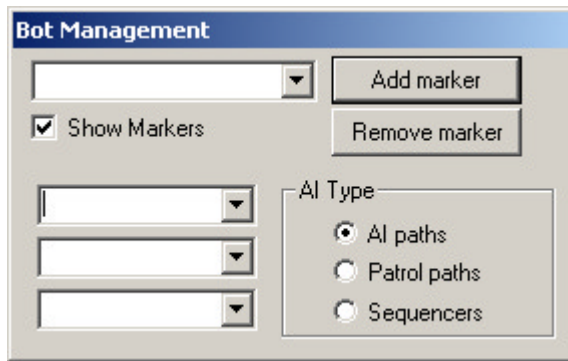 Bot Management
Add marker
Show Markers
Remove marker
AI Type
AI paths
Patrol paths
Sequencers